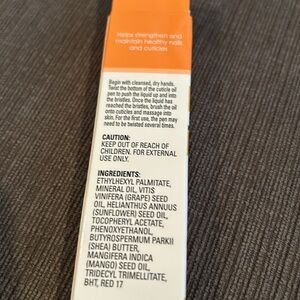 Helps strengthen and
maintain healthy nails
and cuticles
Begin with cleansed, dry hands.
Twist the bottom of the cuticle oil
pen to push the liquid up and into
the bristles. Once the liquid has
reached the bristles, brush the oil
onto cuticles and massage into
skin. For the first use, the pen may
need to be twisted several times.
CAUTION:
KEEP OUT OF REACH OF
CHILDREN. FOR EXTERNAL
USE ONLY.
INGREDIENTS:
ETHYLHEXYL PALMITATE,
MINERAL OIL, VITIS
VINIFERA (GRAPE) SEED
OIL, HELIANTHUS ANNUUS
(SUNFLOWER) SEED OIL,
TOCOPHERYL ACETATE,
PHENOXYETHANOL,
BUTYROSPERMUM PARKII
(SHEA) BUTTER,
MANGIFERA INDICA
(MANGO) SEED OIL,
TRIDECYL TRIMELLITATE,
BHT, RED 17